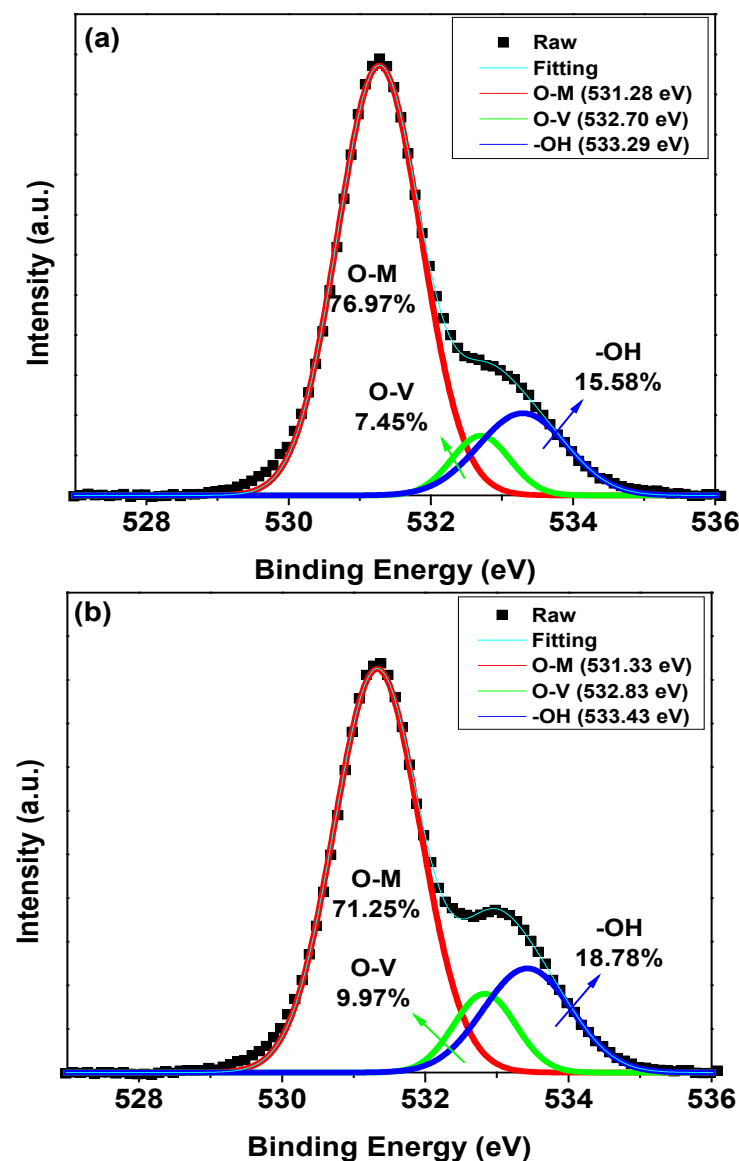 (a)
Raw
Fitting
O-M (531.28 eV)
O-V (532.70 eV)
-OH (533.29 eV)
O-M
76.97%
-OH
15.58%
O-V
7.45%
Intensity (a.u.)
528 530 532 534 536
Binding Energy (eV)
(b)
Raw
Fitting
O-M (531.33 eV)
O-V (532.83 eV)
-OH (533.43 eV)
O-M
71.25%
-OH
18.78%
O-V
9.97%
Intensity (a.u.)
528 530 532 534 536
Binding Energy (eV)